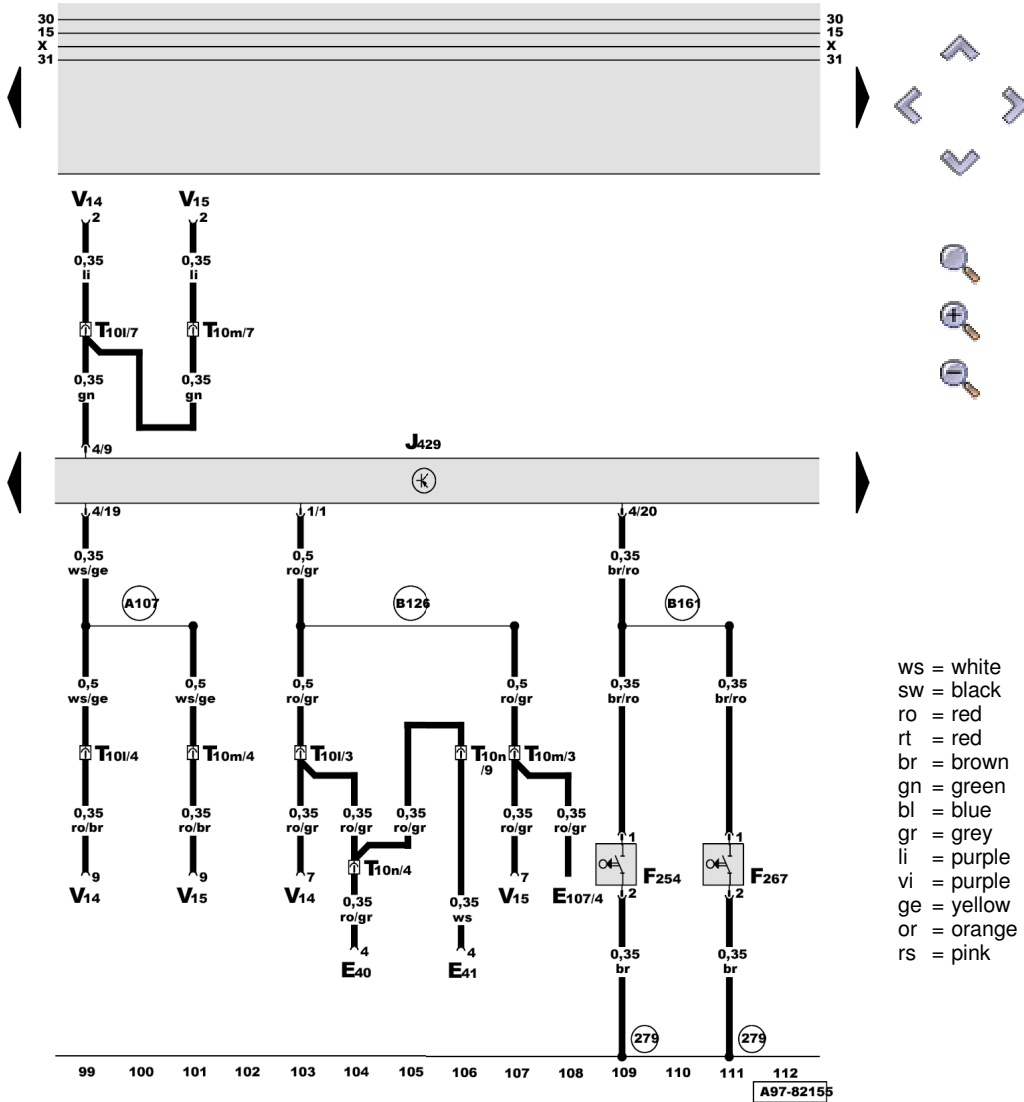 30 30
15 15
X X
31 31
V14 V15
2 2
0,35 0,35
li li
T10l/7 T10m/7
0,35 0,35
gn gn
4/9 J429
4/19 1/1 4/20
0,35 0,5 0,35
ws/ge ro/gr br/ro
A107 B126 B161
0,5 0,5 0,5 0,5 0,35 0,35
ws/ge ws/ge ro/gr ro/gr br/ro br/ro
T10l/4 T10m/4 T10l/3 T10n/9 T10m/3
0,35 0,35 0,35 0,35 0,35 0,35 0,35
ro/br ro/br ro/gr ro/gr ro/gr ro/gr ro/gr
1 1
T10n/4
9 9 7 7
V14 V15 V14 V15 E107/4 F254 F267
2 2
0,35 0,35
ro/gr ws
4 4
E40 E41
0,35 0,35
br br
279 279
99 100 101 102 103 104 105 106 107 108 109 110 111 112
A97-82155
ws = white
sw = black
ro = red
rt = red
br = brown
gn = green
bl = blue
gr = grey
li = purple
vi = purple
ge = yellow
or = orange
rs = pink